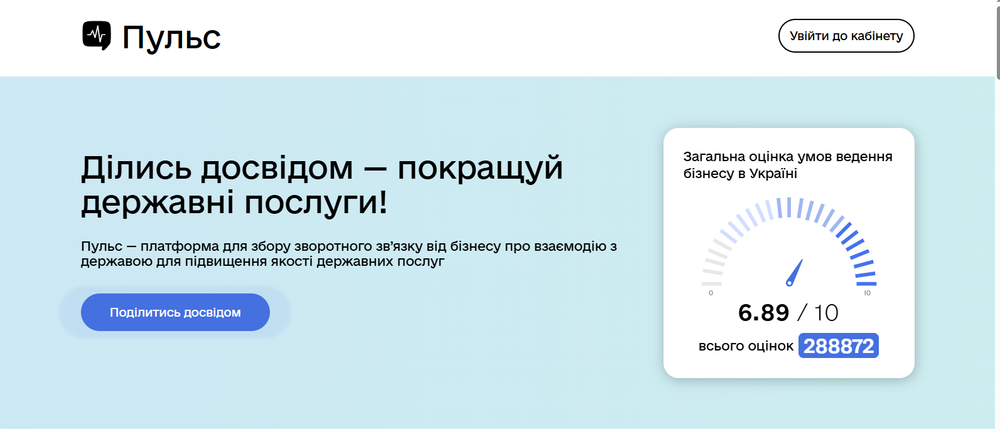 Пульс
Увійти до кабінету
Ділись досвідом — покращуй
державні послуги!
Пульс — платформа для збору зворотного зв’язку від бізнесу про взаємодію з
державою для підвищення якості державних послуг
Поділитись досвідом
Загальна оцінка умов ведення
бізнесу в Україні
0 10
6.89 / 10
всього оцінок 288872